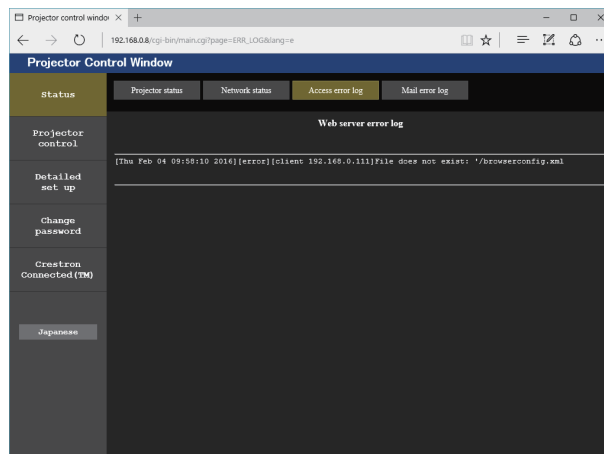 Projector control windo
192.168.0.8/cgi-bin/main.cgi?page=ERR_LOG&lang=e
Projector Control Window
Status
Projector status
Network status
Access error log
Mail error log
Web server error log
[Thu Feb 04 09:58:10 2016][error][client 192.168.0.111]File does not exist: '/browserconfig.xml
Projector
control
Detailed
set up
Change
password
Crestron
Connected(TM)
Japanese